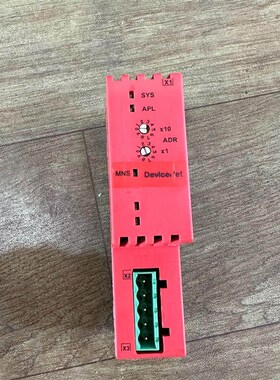 X1
SYS
APL
x10
ADR
x1
MNS DeviceNet
X2
X3